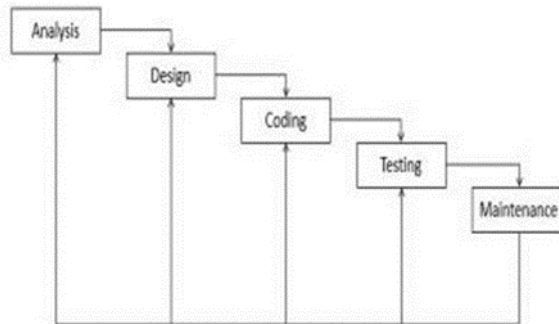 Analysis
Design
Coding
Testing
Maintenance